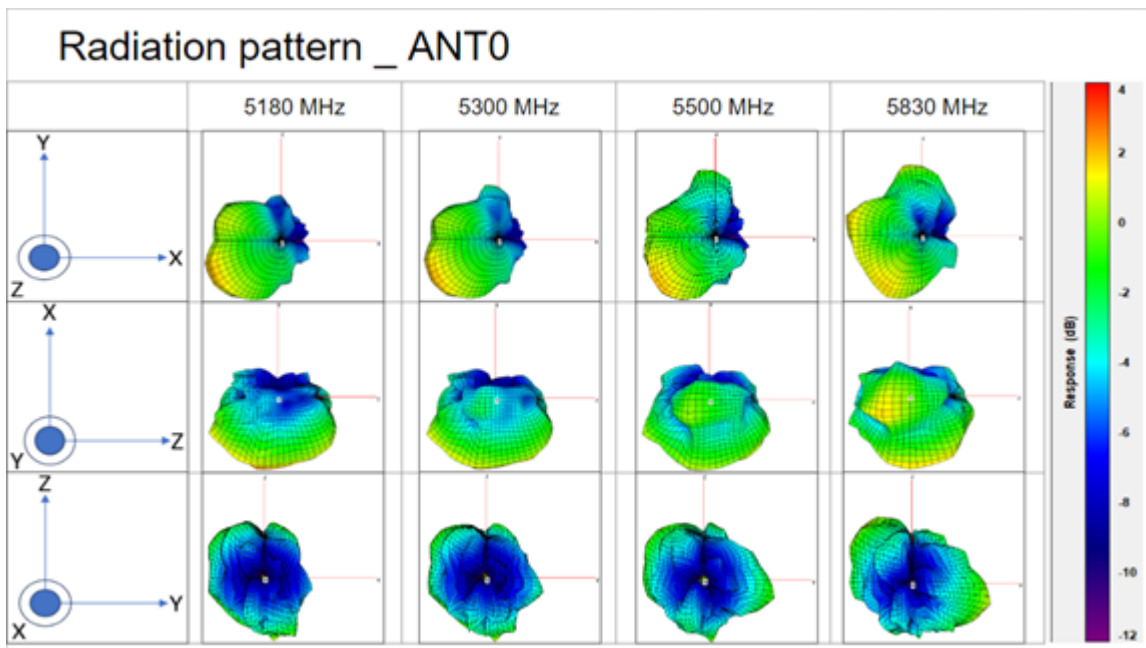 Radiation pattern _ ANT0
5180 MHz 5300 MHz 5500 MHz 5830 MHz
Y
X
Z
X
Z
Y
Z
Y
X
4
2
0
-2
-4
-6
-8
-10
-12
Response (dB)